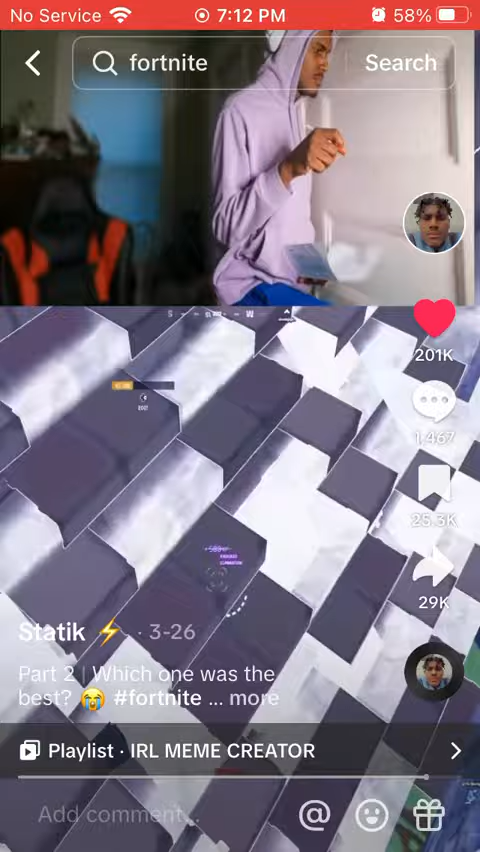 No Service
7:12 PM
58%
fortnite
Search
201K
1,467
25.3K
29K
Statik ⚡ · 3-26
Part 2 | Which one was the
best? 😭 #fortnite ... more
Playlist · IRL MEME CREATOR
Add comment...